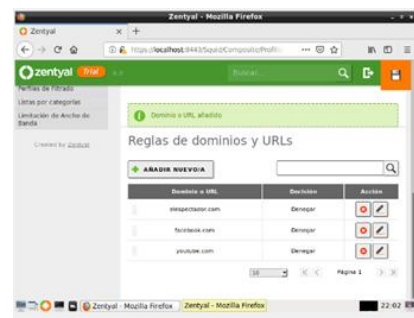 Zentyal - Mozilla Firefox
Zentyal
https://localhost:8443/Squid/Composite/Profil
zentyal Trial
Buscar...
Perfiles de Filtrado
Listas por categorías
Limitación de Ancho de
Banda
Created by Zentyal
Dominio o URL añadido
Reglas de dominios y URLs
AÑADIR NUEVO/A
Dominio o URL Decisión Acción
elespectador.com Denegar
facebook.com Denegar
youtube.com Denegar
10 Página 1
Zentyal - Mozilla Firefox Zentyal - Mozilla Firefox 22:02